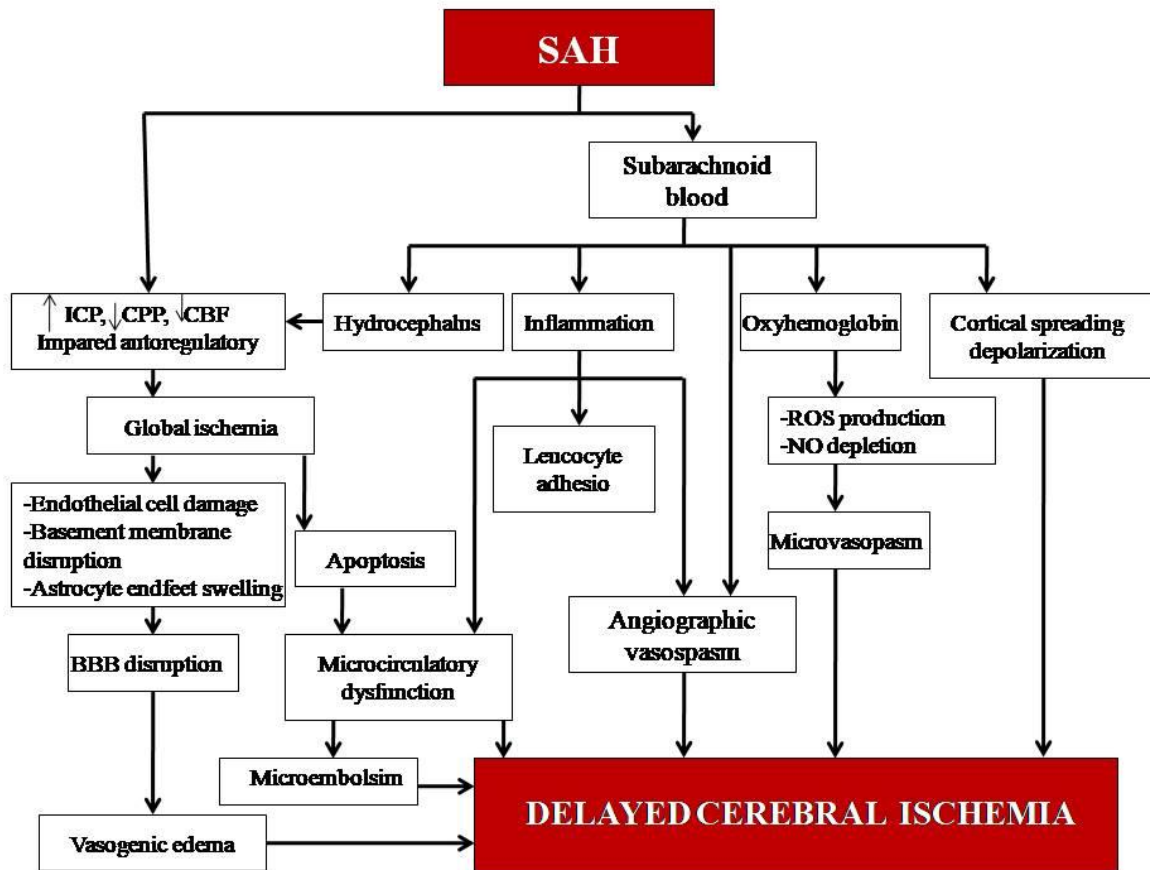 SAH
Subarachnoid
blood
↑ ICP, ↓CPP, ↓CBF
Impared autoregulatory
Hydrocephalus
Inflammation
Oxyhemoglobin
Cortical spreading
depolarization
Global ischemia
Leucocyte
adhesio
-ROS production
-NO depletion
-Endothelial cell damage
-Basement membrane
disruption
-Astrocyte endfeet swelling
Apoptosis
Microvasopasm
BBB disruption
Microcirculatory
dysfunction
Angiographic
vasospasm
Microembolsim
Vasogenic edema
DELAYED CEREBRAL ISCHEMIA